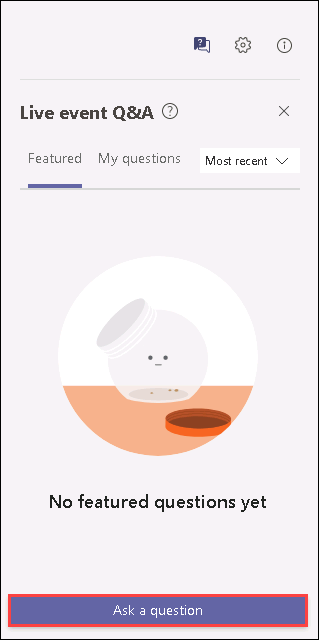 Live event Q&A
Featured My questions Most recent
No featured questions yet
Ask a question